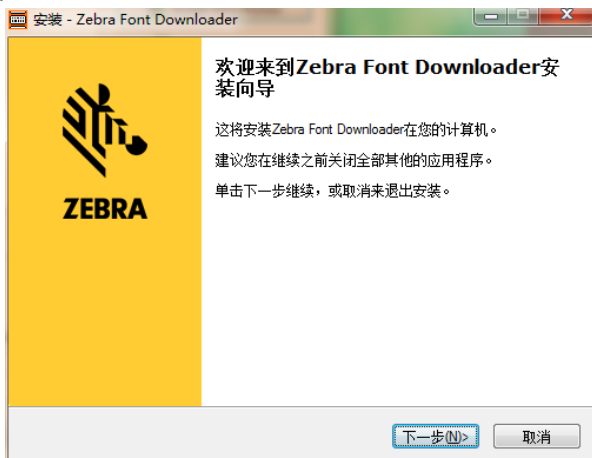 安装 - Zebra Font Downloader
欢迎来到Zebra Font Downloader安
装向导
这将安装Zebra Font Downloader在您的计算机。
建议您在继续之前关闭全部其他的应用程序。
单击下一步继续，或取消来退出安装。
ZEBRA
下一步(N)>
取消